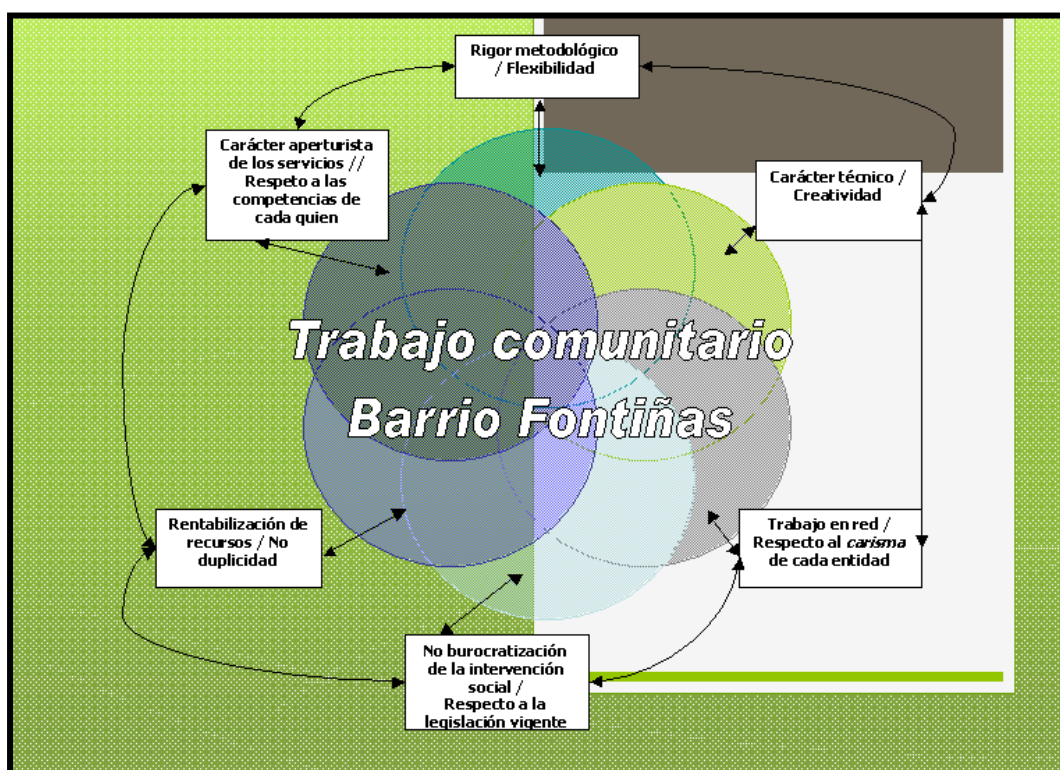 Rigor metodológico
/ Flexibilidad
Carácter aperturista
de los servicios //
Respeto a las
competencias de
cada quien
Carácter técnico /
Creatividad
Trabajo comunitario
Barrio Fontiñas
Rentabilización de
recursos / No
duplicidad
Trabajo en red /
Respecto al carisma
de cada entidad
No burocratización
de la intervención
social /
Respecto a la
legislación vigente